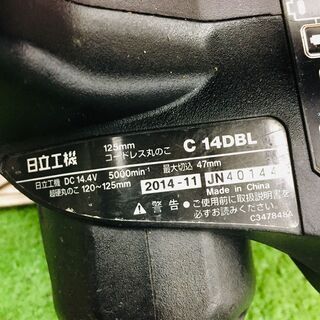 125mm
日立工機 コードレス丸のこ C 14DBL
日立工機 DC 14.4V 5000min-1 最大切込 47mm
超硬丸のこ 120~125mm 2014-11 JN40144
Made in China
警告 ●ご使用前に取扱説明書を
必ずお読みください。
C347848A